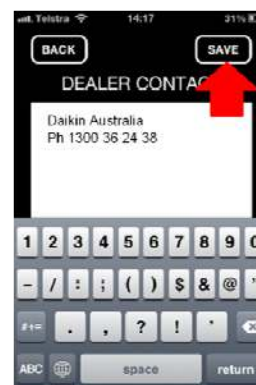 Telstra 14:17 31%
BACK SAVE
DEALER CONTAC
Daikin Australia
Ph 1300 36 24 38
1 2 3 4 5 6 7 8 9 0
- / : ; ( ) $ & @ "
#+= . , ? ! '
ABC space return